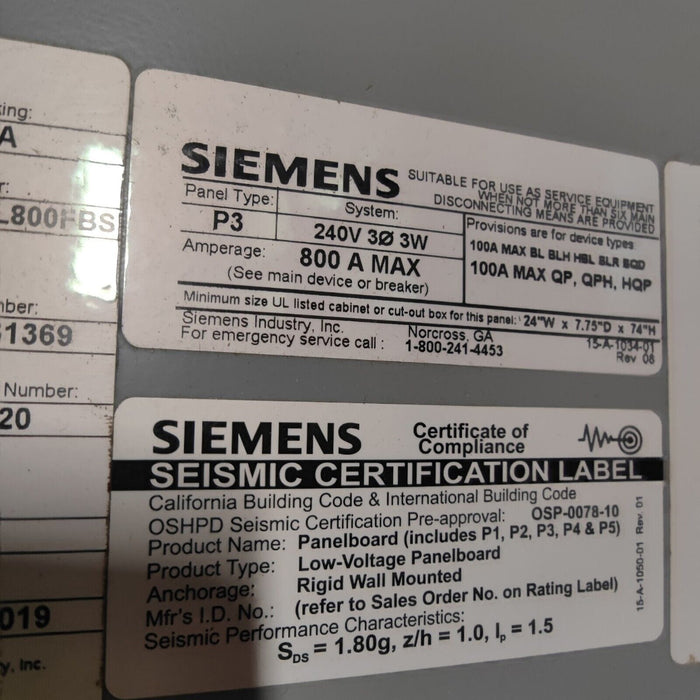 king:
A
r:
L800FBS
nber:
61369
Number:
20
019
y, Inc.
SIEMENS
SUITABLE FOR USE AS SERVICE EQUIPMENT
WHEN NOT MORE THAN SIX MAIN
DISCONNECTING MEANS ARE PROVIDED
Panel Type:
P3
System:
240V 3Ø 3W
Provisions are for device types
100A MAX BL BLH HBL BLR BQD
100A MAX QP, QPH, HQP
Amperage:
800 A MAX
(See main device or breaker)
Minimum size UL listed cabinet or cut-out box for this panel: 24"W x 7.75"D x 74"H
Siemens Industry, Inc. Norcross, GA
For emergency service call : 1-800-241-4453
15-A-1034-01
Rev 08
SIEMENS
Certificate of
Compliance
SEISMIC CERTIFICATION LABEL
California Building Code & International Building Code
OSHPD Seismic Certification Pre-approval: OSP-0078-10
Product Name: Panelboard (includes P1, P2, P3, P4 & P5)
Product Type: Low-Voltage Panelboard
Anchorage: Rigid Wall Mounted
Mfr's I.D. No.: (refer to Sales Order No. on Rating Label)
Seismic Performance Characteristics:
SDS = 1.80g, z/h = 1.0, Ip = 1.5
15-A-1050-01 Rev. 01